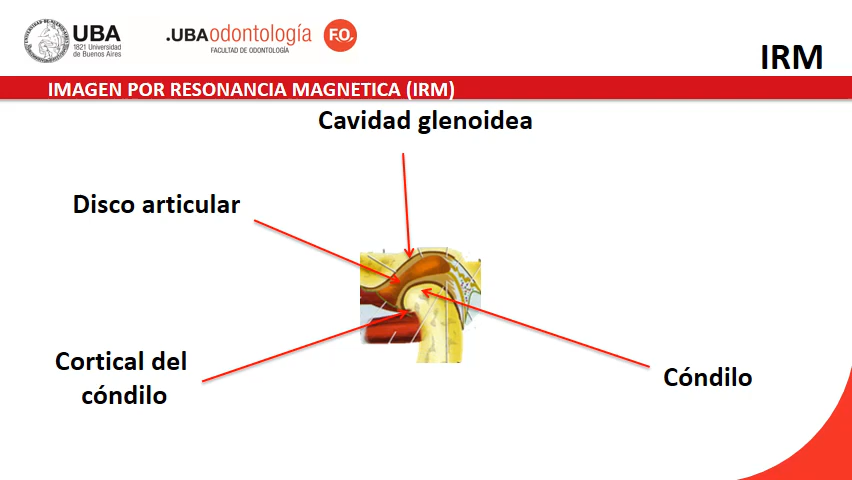 UBA
1821 Universidad
de Buenos Aires
.UBAodontología
FACULTAD DE ODONTOLOGÍA
F.O.
IRM
IMAGEN POR RESONANCIA MAGNETICA (IRM)
Cavidad glenoidea
Disco articular
Cortical del
cóndilo
Cóndilo